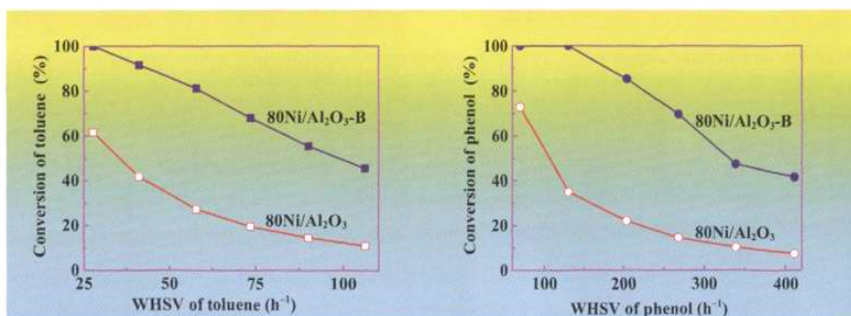 Conversion of toluene (%)
100
80
60
40
20
0
80Ni/Al₂O₃-B
80Ni/Al₂O₃
25
50
75
100
WHSV of toluene (h⁻¹)
Conversion of phenol (%)
100
80
60
40
20
0
80Ni/Al₂O₃-B
80Ni/Al₂O₃
100
200
300
400
WHSV of phenol (h⁻¹)